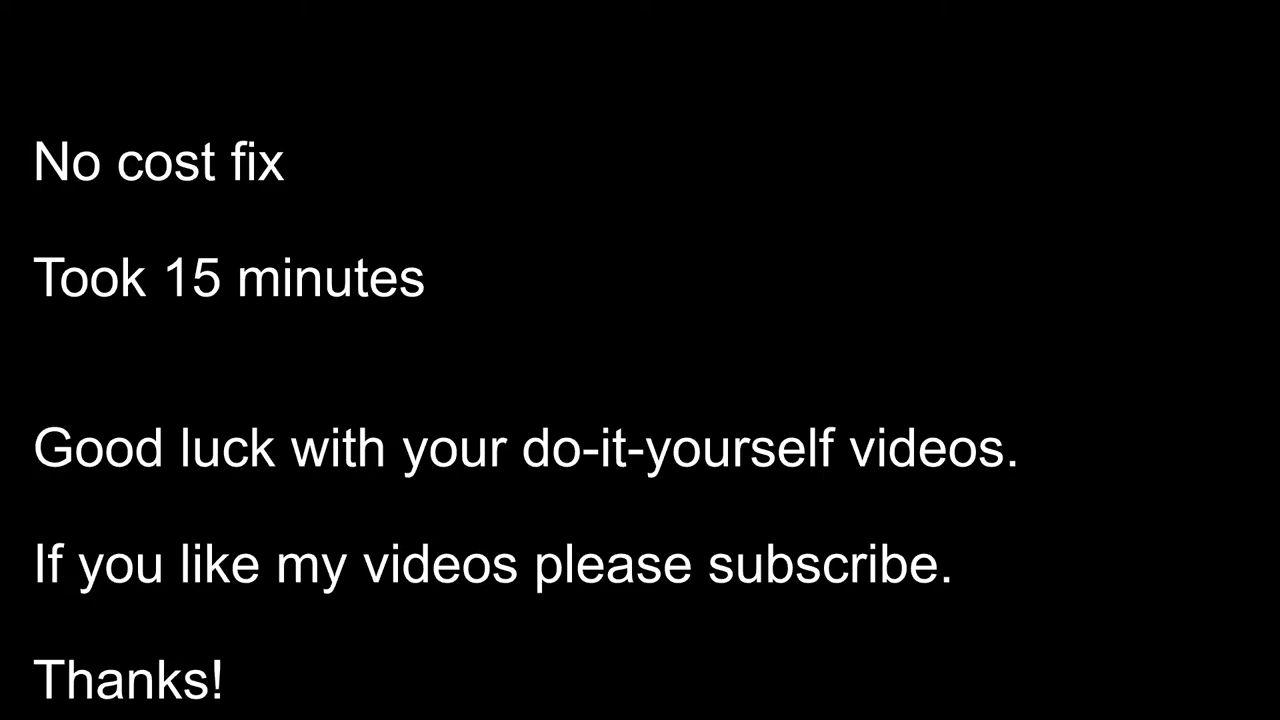 No cost fix
Took 15 minutes
Good luck with your do-it-yourself videos.
If you like my videos please subscribe.
Thanks!